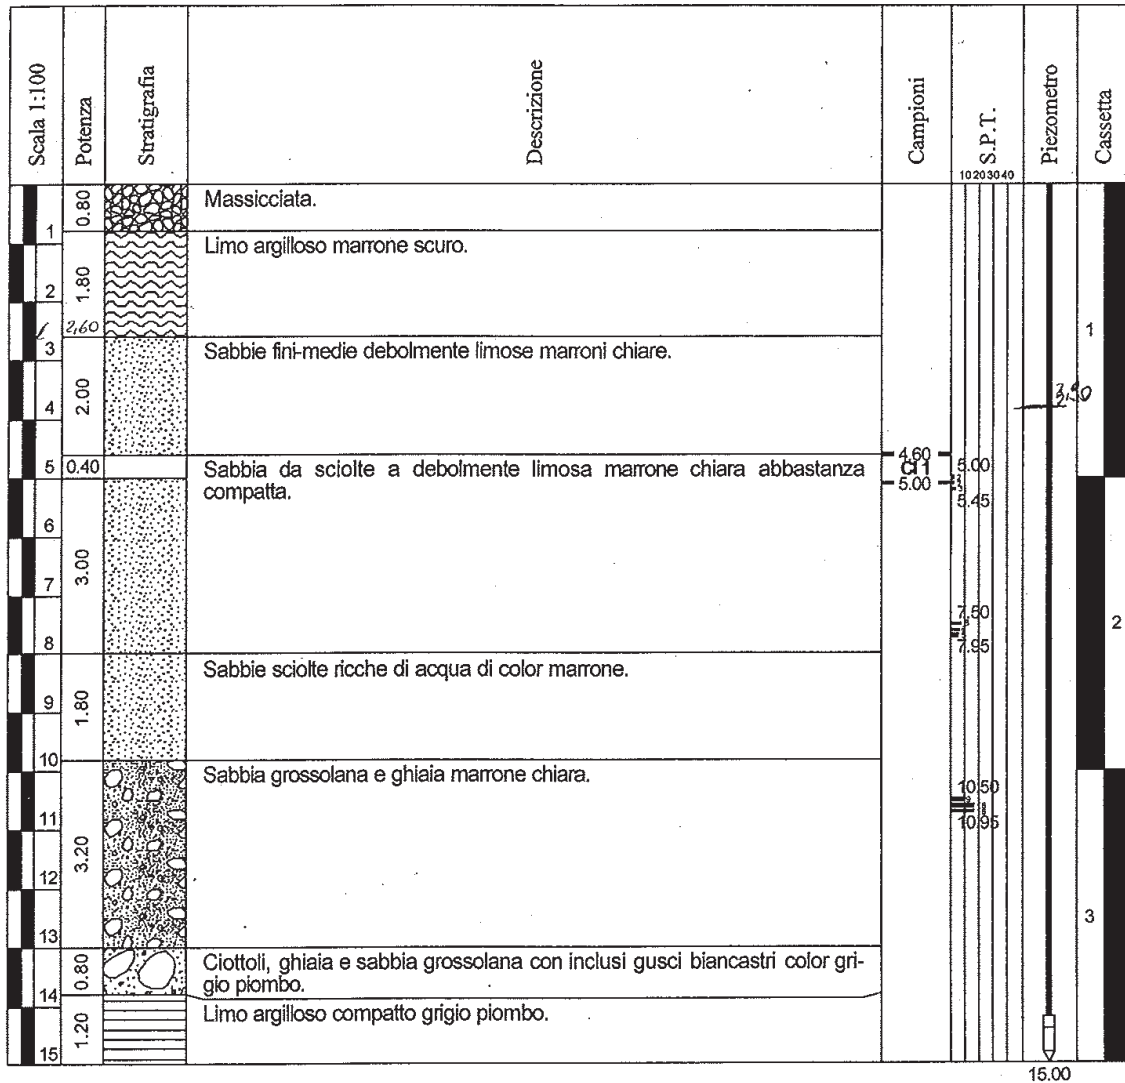 Scala 1:100
Potenza
Stratigrafia
Descrizione
Campioni
S.P.T.
10 20 30 40
Piezometro
Cassetta
0.80
Massicciata.
1
1.80
Limo argilloso marrone scuro.
2
2,60
3
2.00
Sabbie fini-medie debolmente limose marroni chiare.
1
4
4.60
CI 1
5.00
5.00
5.45
5
0.40
Sabbia da sciolte a debolmente limosa marrone chiara abbastanza
compatta.
6
3.00
7
7.50
7.95
2
8
1.80
Sabbie sciolte ricche di acqua di color marrone.
9
10
3.20
Sabbia grossolana e ghiaia marrone chiara.
10.50
10.95
11
12
3
13
0.80
Ciottoli, ghiaia e sabbia grossolana con inclusi gusci biancastri color gri-
gio piombo.
14
1.20
Limo argilloso compatto grigio piombo.
15
15.00